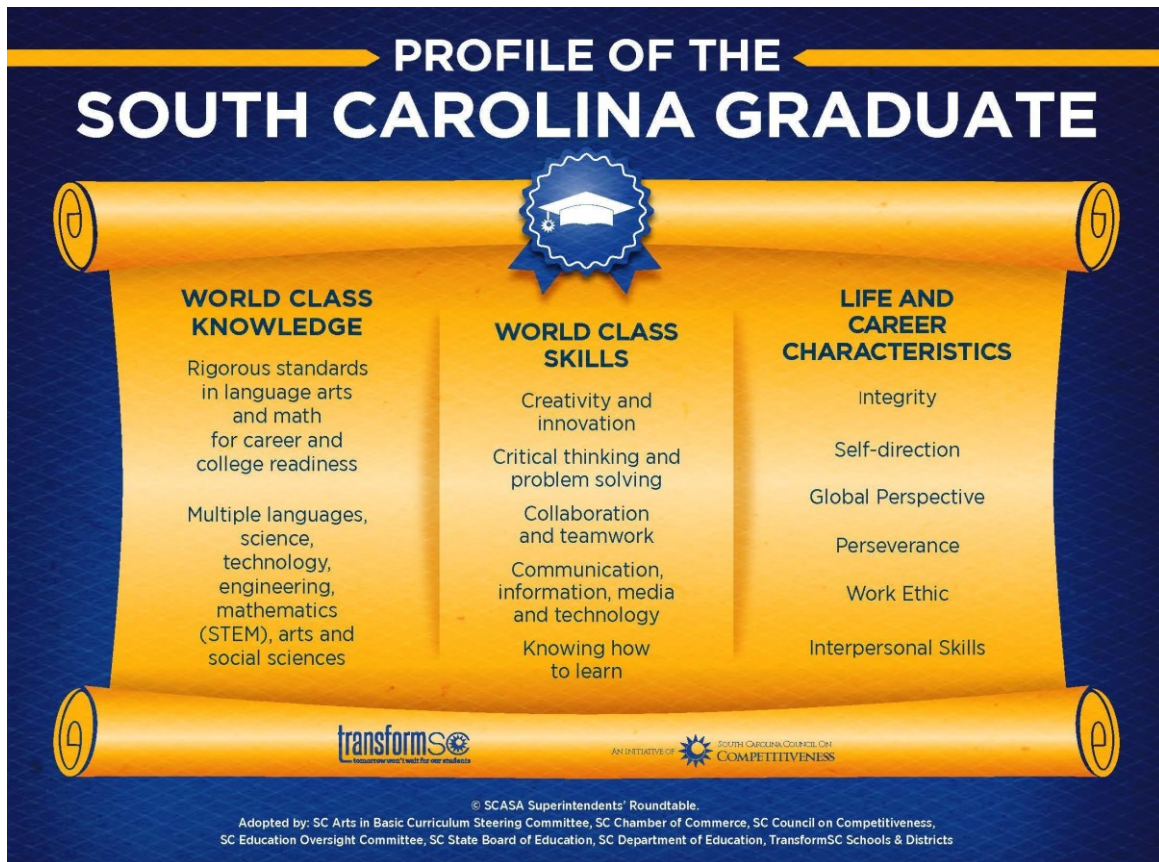 PROFILE OF THE
SOUTH CAROLINA GRADUATE
WORLD CLASS
KNOWLEDGE
Rigorous standards
in language arts
and math
for career and
college readiness
Multiple languages,
science,
technology,
engineering,
mathematics
(STEM), arts and
social sciences
WORLD CLASS
SKILLS
Creativity and
innovation
Critical thinking and
problem solving
Collaboration
and teamwork
Communication,
information, media
and technology
Knowing how
to learn
LIFE AND
CAREER
CHARACTERISTICS
Integrity
Self-direction
Global Perspective
Perseverance
Work Ethic
Interpersonal Skills
transformSC
tomorrow won't wait for our students
AN INITIATIVE OF
SOUTH CAROLINA COUNCIL ON
COMPETITIVENESS
© SCASA Superintendents' Roundtable.
Adopted by: SC Arts in Basic Curriculum Steering Committee, SC Chamber of Commerce, SC Council on Competitiveness,
SC Education Oversight Committee, SC State Board of Education, SC Department of Education, TransformSC Schools & Districts